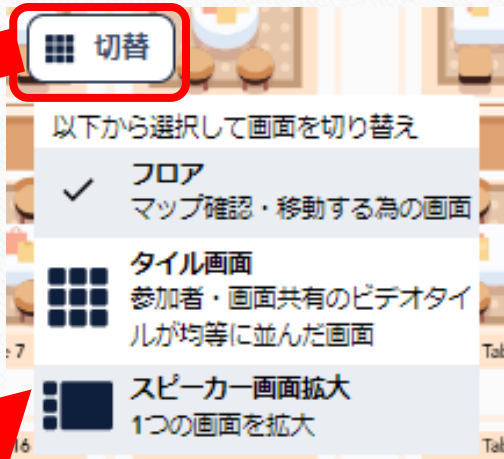 切替
以下から選択して画面を切り替え
フロア
マップ確認・移動する為の画面
タイル画面
参加者・画面共有のビデオタイ
ルが均等に並んだ画面
7
Tab
スピーカー画面拡大
1つの画面を拡大
16
Tab